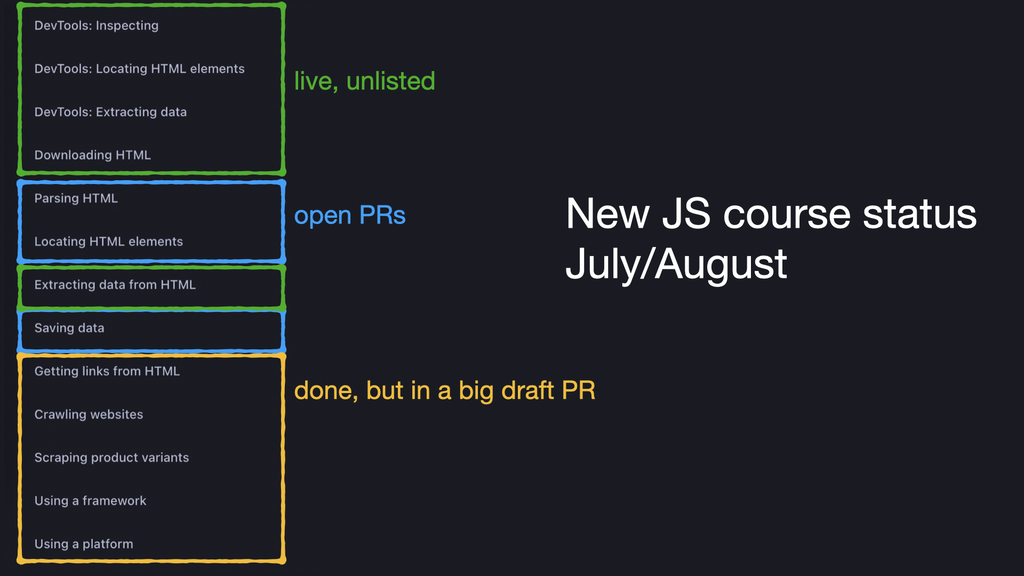 DevTools: Inspecting
DevTools: Locating HTML elements
DevTools: Extracting data
Downloading HTML
live, unlisted
Parsing HTML
Locating HTML elements
open PRs
Extracting data from HTML
Saving data
Getting links from HTML
Crawling websites
Scraping product variants
Using a framework
Using a platform
done, but in a big draft PR
New JS course status
July/August